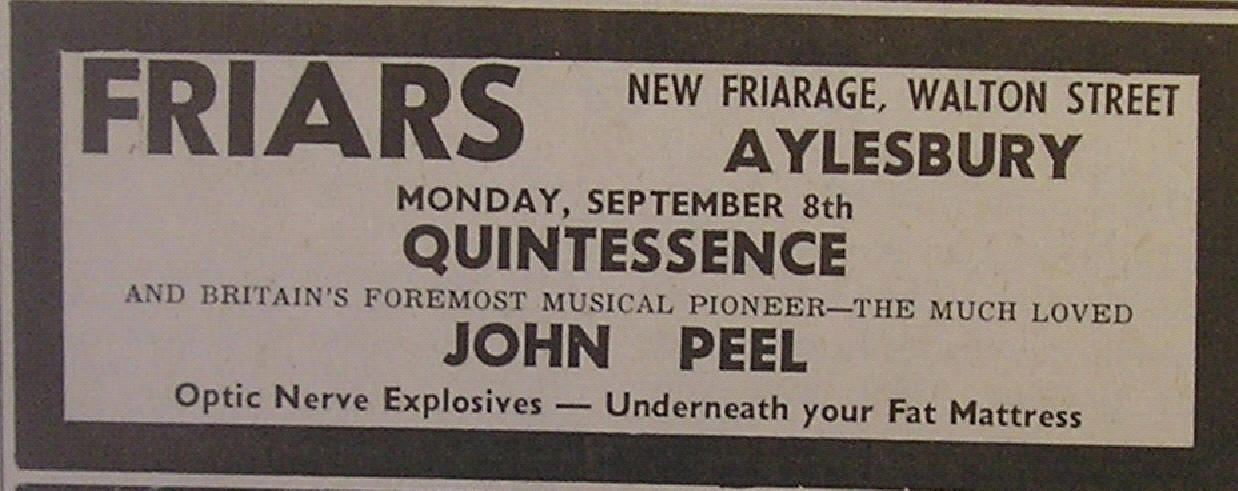 FRIARS
NEW FRIARAGE, WALTON STREET
AYLESBURY
MONDAY, SEPTEMBER 8th
QUINTESSENCE
AND BRITAIN'S FOREMOST MUSICAL PIONEER—THE MUCH LOVED
JOHN PEEL
Optic Nerve Explosives — Underneath your Fat Mattress